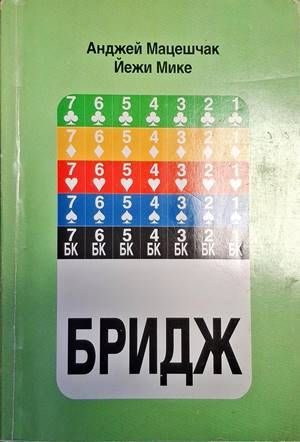 Анджей Мацешчак
Йежи Мике
7♣ 6♣ 5♣ 4♣ 3♣ 2♣ 1♣
7♦ 6♦ 5♦ 4♦ 3♦ 2♦ 1♦
7♥ 6♥ 5♥ 4♥ 3♥ 2♥ 1♥
7♠ 6♠ 5♠ 4♠ 3♠ 2♠ 1♠
7 6 5 4 3 2 1
БК БК БК БК БК БК БК
БРИДЖ